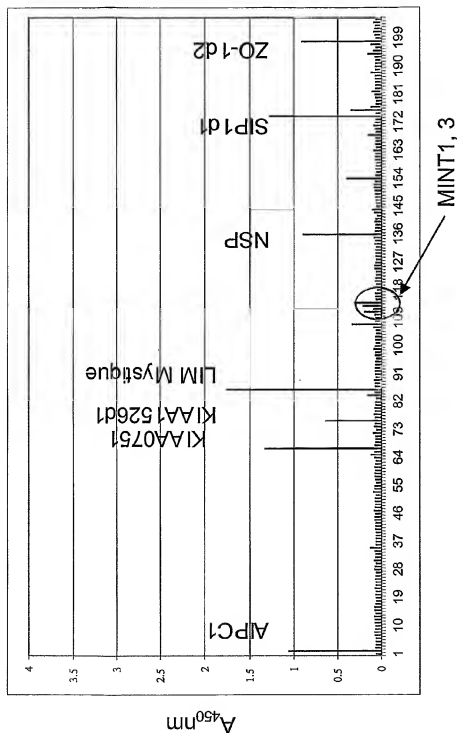 A450nm
4
3.5
3
2.5
2
1.5
1
0.5
0
AIPC1
KIAA0751
KIAA1526d1
LIM Mystique
NSP
SIP1d1
ZO-1d2
1 10 19 28 37 46 55 64 73 82 91 100 109 118 127 136 145 154 163 172 181 190 199
MINT1, 3